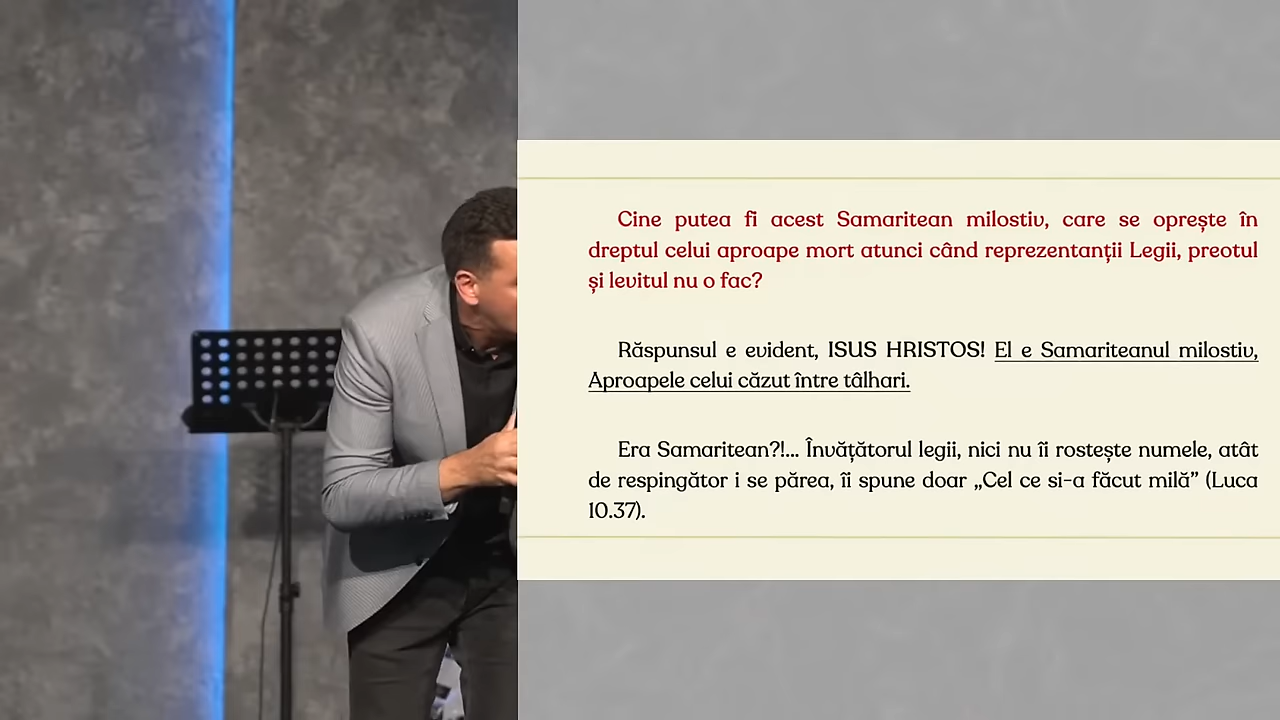 Cine putea fi acest Samaritean milostiv, care se oprește în
dreptul celui aproape mort atunci când reprezentanții Legii, preotul
și levitul nu o fac?
Răspunsul e evident, ISUS HRISTOS! El e Samariteanul milostiv,
Aproapele celui căzut între tâlhari.
Era Samaritean?!... Învățătorul legii, nici nu îi rostește numele, atât
de respingător i se părea, îi spune doar „Cel ce si-a făcut milă” (Luca
10.37).